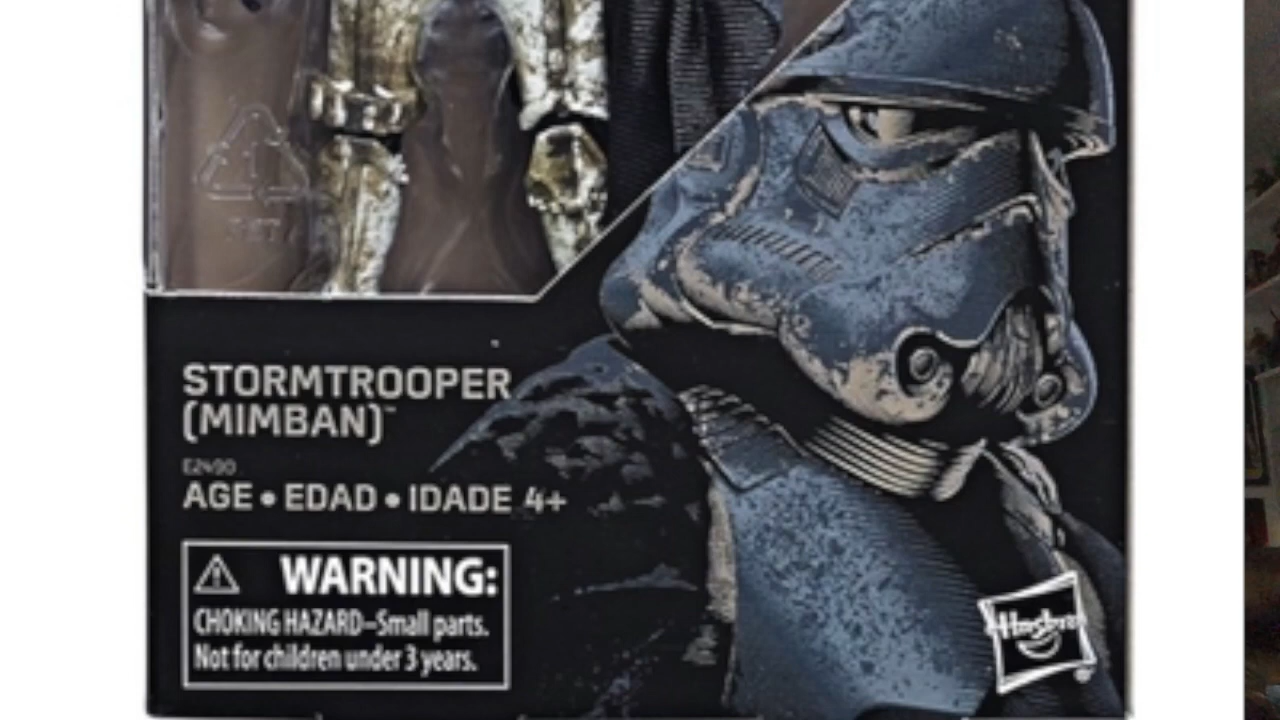 STORMTROOPER
(MIMBAN)™
E2490
AGE • EDAD • IDADE 4+
WARNING:
CHOKING HAZARD–Small parts.
Not for children under 3 years.
Hasbro